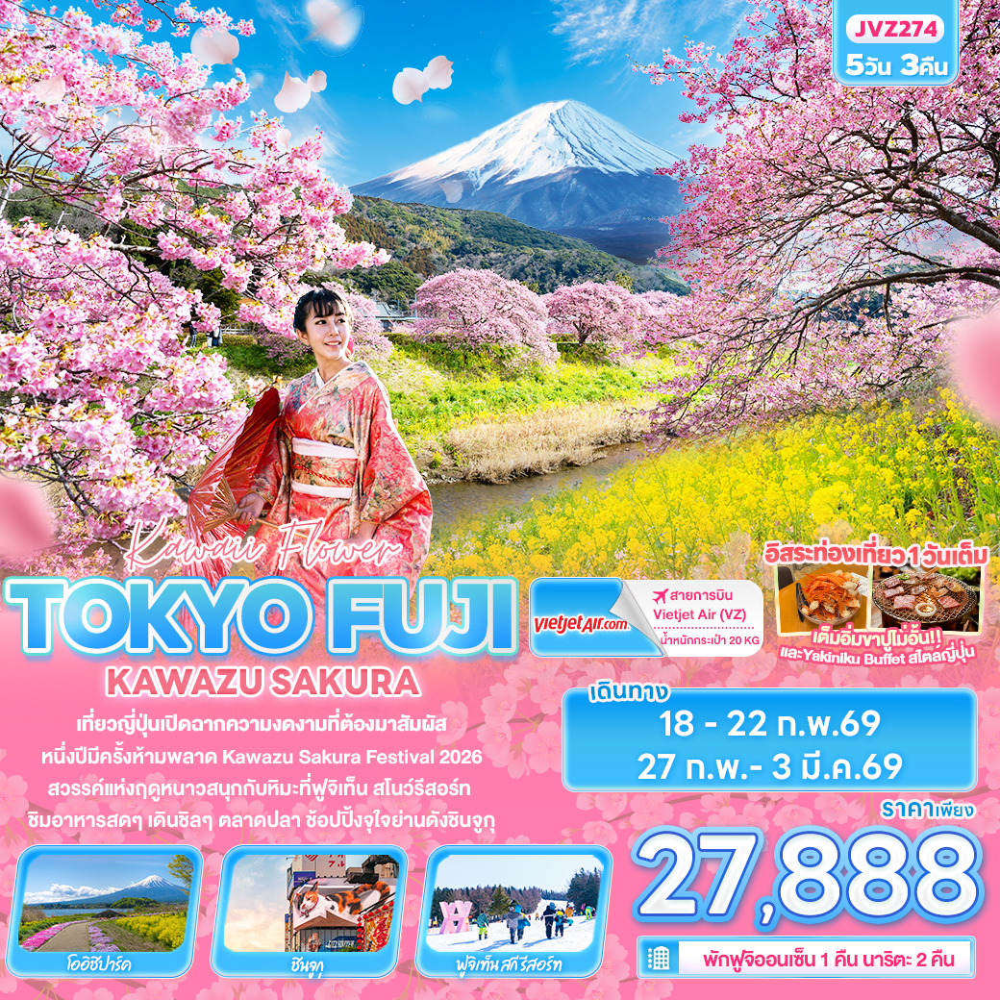 JVZ274
5วัน 3คืน
Kawaii Flower
TOKYO FUJI
KAWAZU SAKURA
vietjetAir.com
สายการบิน
Vietjet Air (VZ)
น้ำหนักกระเป๋า 20 KG
อิสระท่องเที่ยว 1 วันเต็ม
เต็มอิ่มขาปูไม่อั้น!!
และYakiniku Buffet สไตล์ญี่ปุ่น
เที่ยวญี่ปุ่นเปิดฉากความงดงามที่ต้องมาสัมผัส
หนึ่งปีมีครั้งห้ามพลาด Kawazu Sakura Festival 2026
สวรรค์แห่งฤดูหนาวสนุกกับหิมะที่ฟูจิเท็น สโนว์รีสอร์ท
ชิมอาหารสดๆ เดินชิลๆ ตลาดปลา ช้อปปิ้งจุใจย่านดังชินจูกุ
เดินทาง
18 - 22 ก.พ.69
27 ก.พ.- 3 มี.ค.69
ราคาเพียง
27,888
โออิชิปาร์ค
ชินจูกุ
ฟูจิเท็น สกี รีสอร์ท
พักฟูจิออนเซ็น 1 คืน นาริตะ 2 คืน